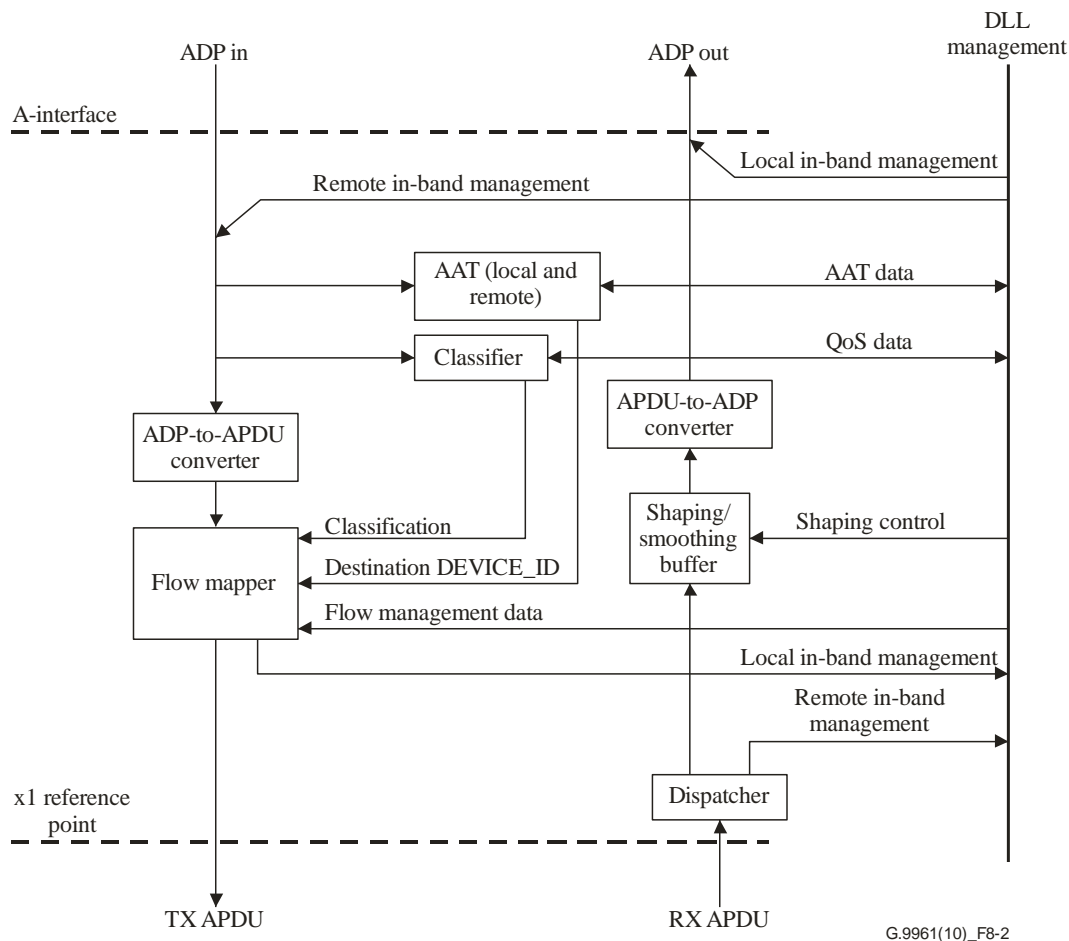 DLL
management
ADP in
ADP out
A-interface
Local in-band management
Remote in-band management
AAT (local and
remote)
AAT data
Classifier
QoS data
ADP-to-APDU
converter
APDU-to-ADP
converter
Flow mapper
Classification
Destination DEVICE_ID
Flow management data
Shaping/
smoothing
buffer
Shaping control
Local in-band management
Remote in-band
management
Dispatcher
x1 reference
point
TX APDU
RX APDU
G.9961(10)_F8-2